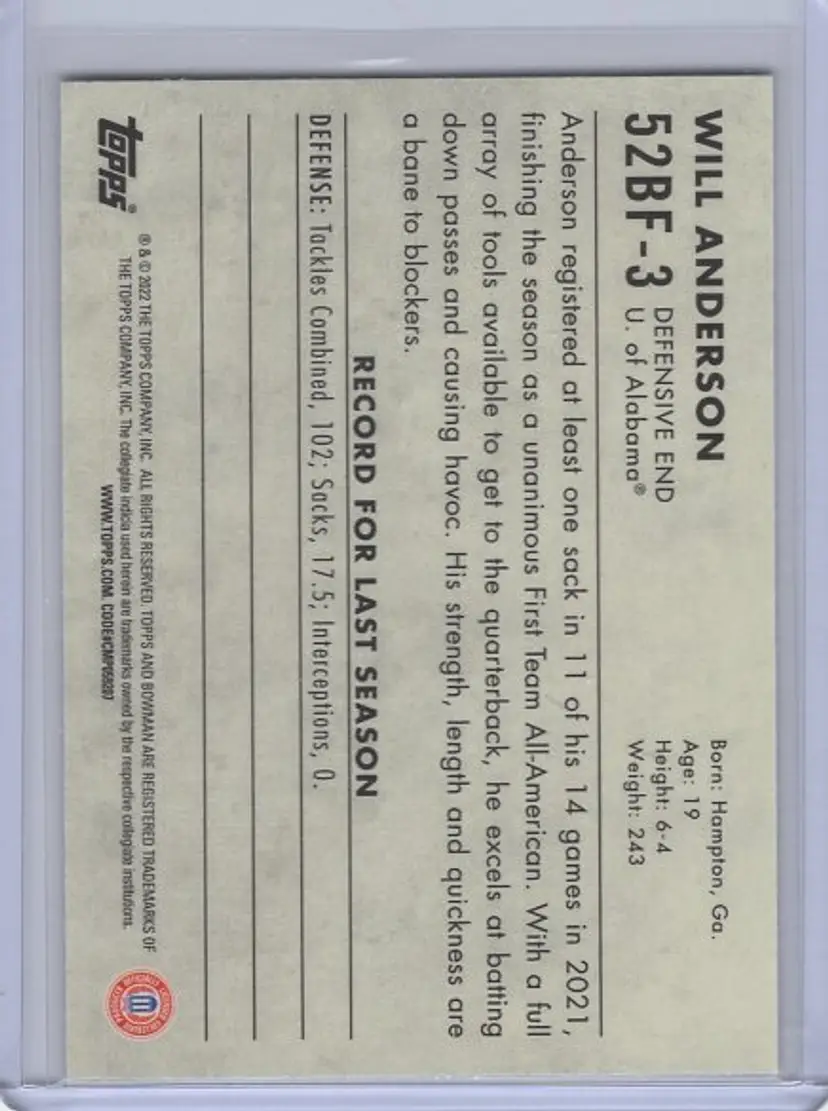 WILL ANDERSON
52BF-3
DEFENSIVE END
U. of Alabama®
Born: Hampton, Ga.
Age: 19
Height: 6-4
Weight: 243
Anderson registered at least one sack in 11 of his 14 games in 2021,
finishing the season as a unanimous First Team All-American. With a full
array of tools available to get to the quarterback, he excels at batting
down passes and causing havoc. His strength, length and quickness are
a bane to blockers.
RECORD FOR LAST SEASON
DEFENSE: Tackles Combined, 102; Sacks, 17.5; Interceptions, 0.
topps®
® & © 2022 THE TOPPS COMPANY, INC. ALL RIGHTS RESERVED. TOPPS AND BOWMAN ARE REGISTERED TRADEMARKS OF
THE TOPPS COMPANY, INC. The collegiate indicia used herein are trademarks owned by the respective collegiate institutions.
WWW.TOPPS.COM. CODE#CMP059207